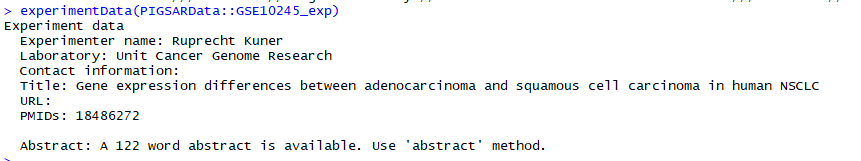 > experimentData(PIGSARData::GSE10245_exp)
Experiment data
  Experimenter name: Ruprecht Kuner
  Laboratory: Unit Cancer Genome Research
  Contact information:
  Title: Gene expression differences between adenocarcinoma and squamous cell carcinoma in human NSCLC
  URL:
  PMIDs: 18486272

  Abstract: A 122 word abstract is available. Use 'abstract' method.
>